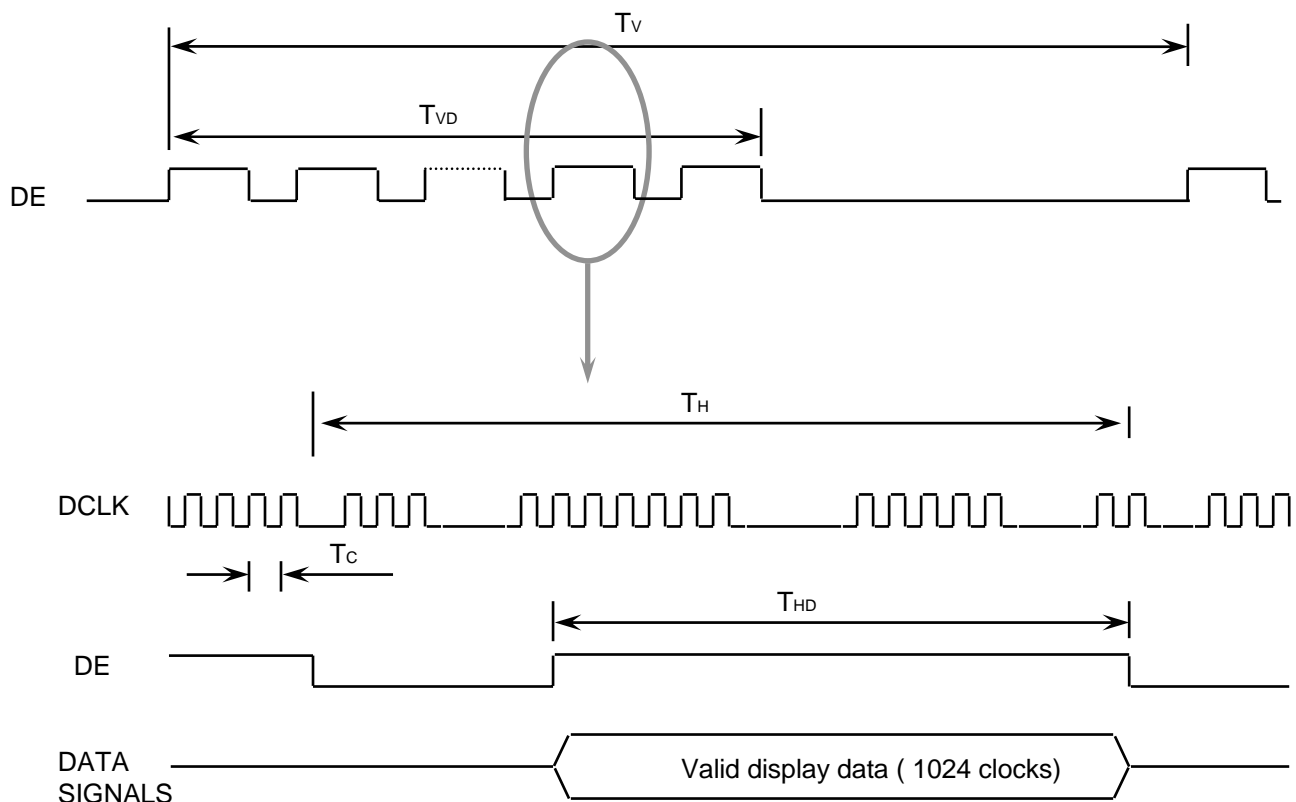 TV
TVD
DE
TH
DCLK
TC
THD
DE
DATA
SIGNALS
Valid display data ( 1024 clocks)